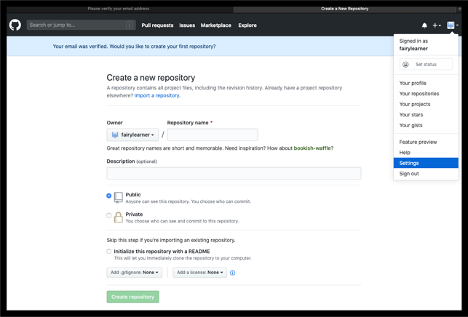 Please verify your email address
Create a New Repository
Search or jump to...
Pull requests Issues Marketplace Explore
Your email was verified. Would you like to create your first repository?
Signed in as
fairylearner
Set status
Your profile
Your repositories
Your projects
Your stars
Your gists
Feature preview
Help
Settings
Sign out
Create a new repository
A repository contains all project files, including the revision history. Already have a project repository
elsewhere? Import a repository.
Owner Repository name *
fairylearner /
Great repository names are short and memorable. Need inspiration? How about bookish-waffle?
Description (optional)
Public
Anyone can see this repository. You choose who can commit.
Private
You choose who can see and commit to this repository.
Skip this step if you're importing an existing repository.
Initialize this repository with a README
This will let you immediately clone the repository to your computer.
Add .gitignore: None Add a license: None
Create repository